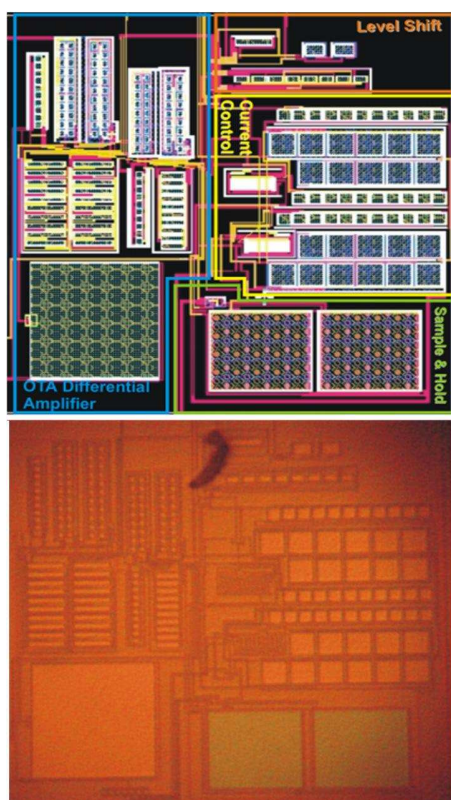 Level Shift
Current
Control
Sample & Hold
OTA Differential
Amplifier